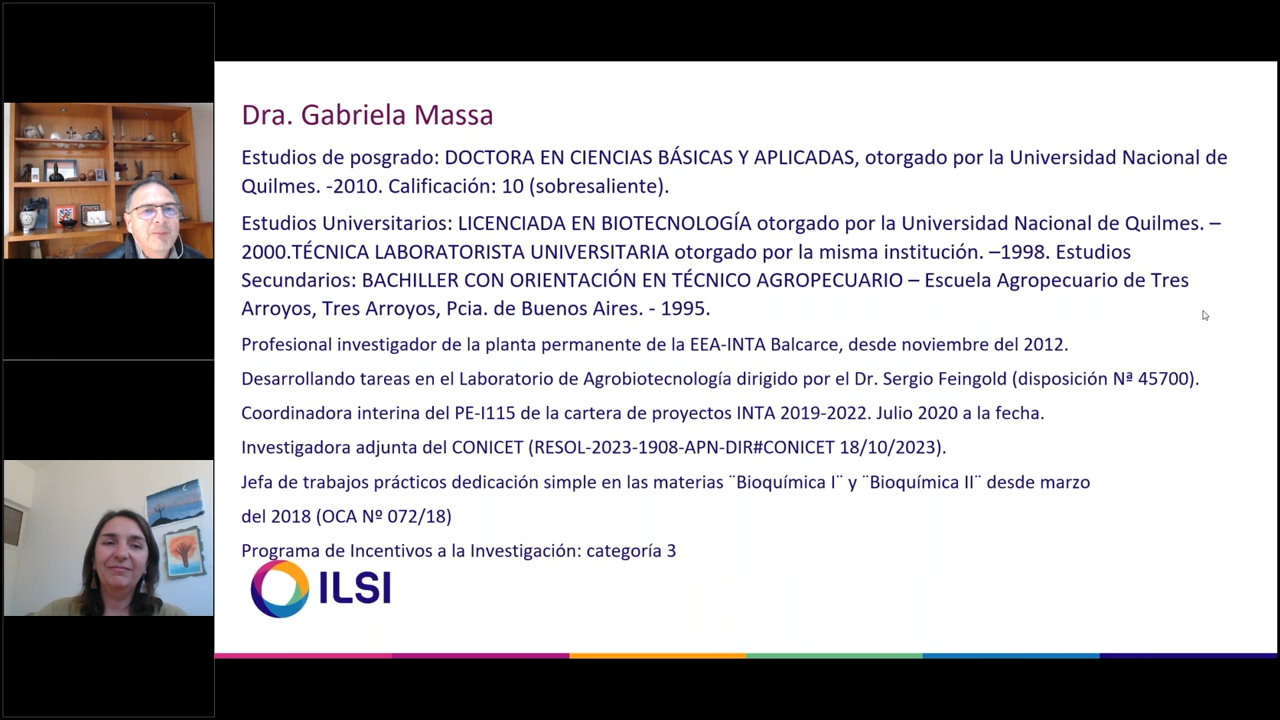 Dra. Gabriela Massa
Estudios de posgrado: DOCTORA EN CIENCIAS BÁSICAS Y APLICADAS, otorgado por la Universidad Nacional de
Quilmes. -2010. Calificación: 10 (sobresaliente).
Estudios Universitarios: LICENCIADA EN BIOTECNOLOGÍA otorgado por la Universidad Nacional de Quilmes. –
2000.TÉCNICA LABORATORISTA UNIVERSITARIA otorgado por la misma institución. –1998. Estudios
Secundarios: BACHILLER CON ORIENTACIÓN EN TÉCNICO AGROPECUARIO – Escuela Agropecuario de Tres
Arroyos, Tres Arroyos, Pcia. de Buenos Aires. - 1995.
Profesional investigador de la planta permanente de la EEA-INTA Balcarce, desde noviembre del 2012.
Desarrollando tareas en el Laboratorio de Agrobiotecnología dirigido por el Dr. Sergio Feingold (disposición Nª 45700).
Coordinadora interina del PE-I115 de la cartera de proyectos INTA 2019-2022. Julio 2020 a la fecha.
Investigadora adjunta del CONICET (RESOL-2023-1908-APN-DIR#CONICET 18/10/2023).
Jefa de trabajos prácticos dedicación simple en las materias ¨Bioquímica I¨ y ¨Bioquímica II¨ desde marzo
del 2018 (OCA Nº 072/18)
Programa de Incentivos a la Investigación: categoría 3
ILSI